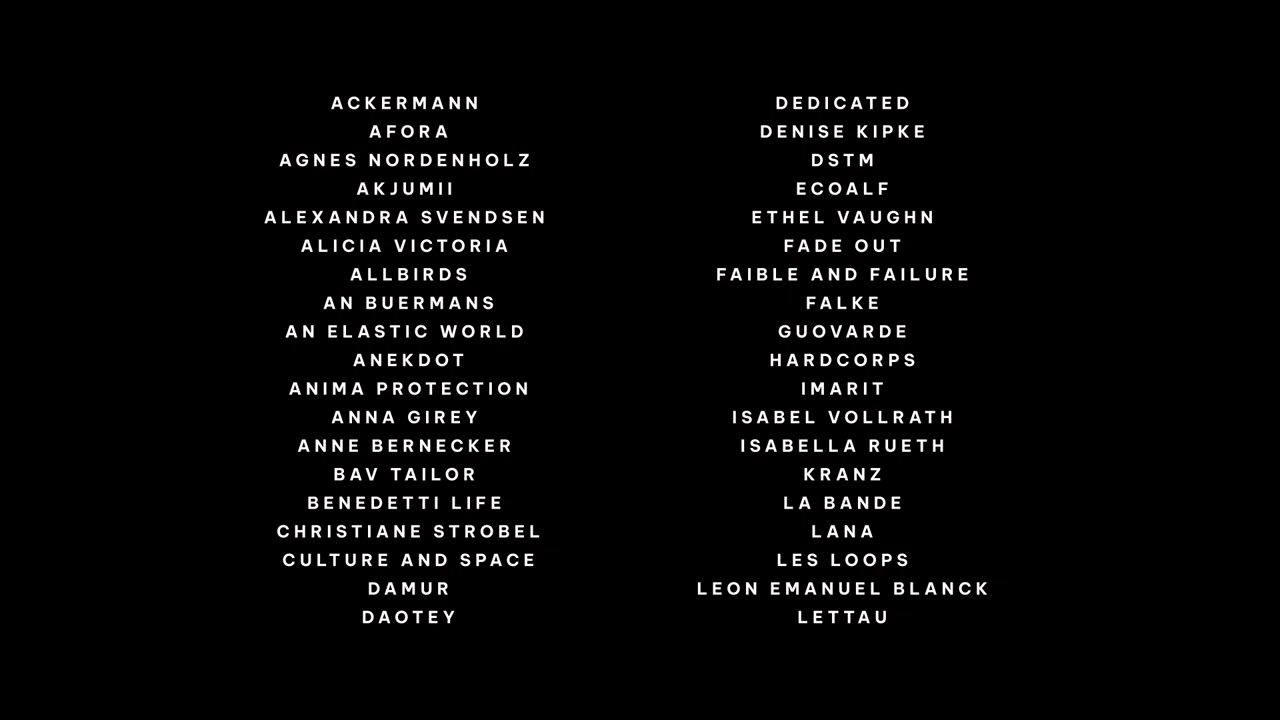 ACKERMANN
AFORA
AGNES NORDENHOLZ
AKJUMII
ALEXANDRA SVENDSEN
ALICIA VICTORIA
ALLBIRDS
AN BUERMANS
AN ELASTIC WORLD
ANEKDOT
ANIMA PROTECTION
ANNA GIREY
ANNE BERNECKER
BAV TAILOR
BENEDETTI LIFE
CHRISTIANE STROBEL
CULTURE AND SPACE
DAMUR
DAOTEY
DEDICATED
DENISE KIPKE
DSTM
ECOALF
ETHEL VAUGHN
FADE OUT
FAIBLE AND FAILURE
FALKE
GUOVARDE
HARDCORPS
IMARIT
ISABEL VOLLRATH
ISABELLA RUETH
KRANZ
LA BANDE
LANA
LES LOOPS
LEON EMANUEL BLANCK
LETTAU